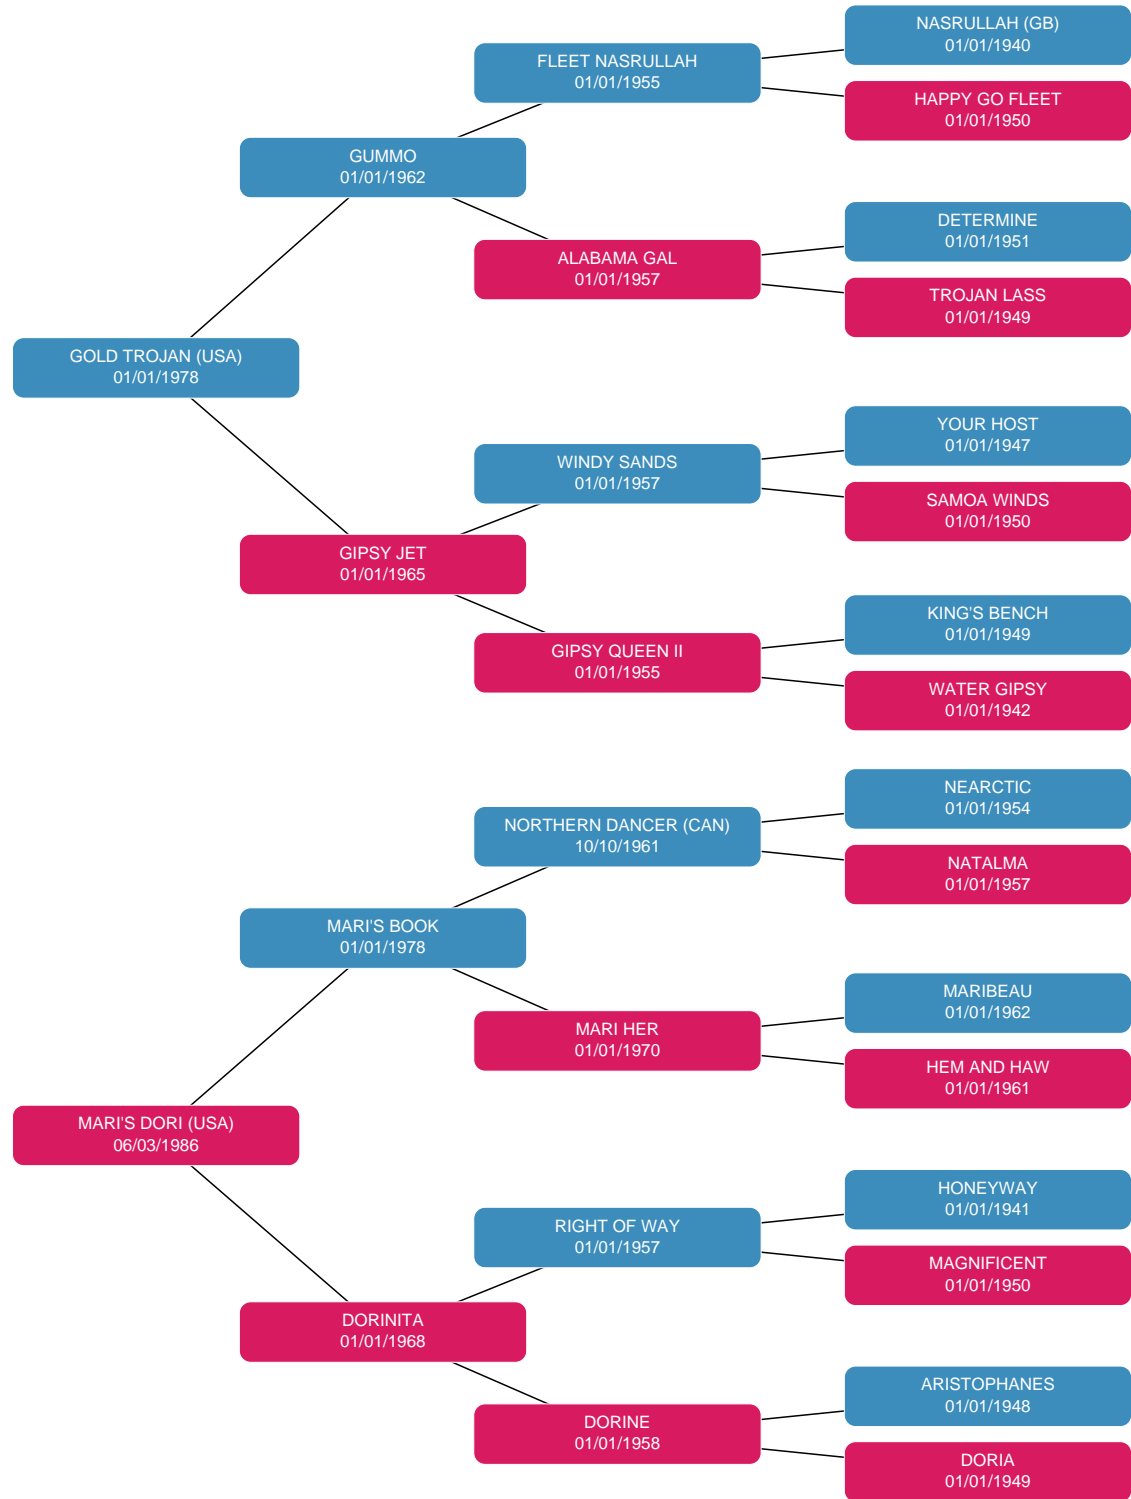 NASRULLAH (GB)
01/01/1940
FLEET NASRULLAH
01/01/1955
HAPPY GO FLEET
01/01/1950
GUMMO
01/01/1962
DETERMINE
01/01/1951
ALABAMA GAL
01/01/1957
TROJAN LASS
01/01/1949
GOLD TROJAN (USA)
01/01/1978
YOUR HOST
01/01/1947
WINDY SANDS
01/01/1957
SAMOA WINDS
01/01/1950
GIPSY JET
01/01/1965
KING'S BENCH
01/01/1949
GIPSY QUEEN II
01/01/1955
WATER GIPSY
01/01/1942
NEARCTIC
01/01/1954
NORTHERN DANCER (CAN)
10/10/1961
NATALMA
01/01/1957
MARI'S BOOK
01/01/1978
MARIBEAU
01/01/1962
MARI HER
01/01/1970
HEM AND HAW
01/01/1961
MARI'S DORI (USA)
06/03/1986
HONEYWAY
01/01/1941
RIGHT OF WAY
01/01/1957
MAGNIFICENT
01/01/1950
DORINITA
01/01/1968
ARISTOPHANES
01/01/1948
DORINE
01/01/1958
DORIA
01/01/1949